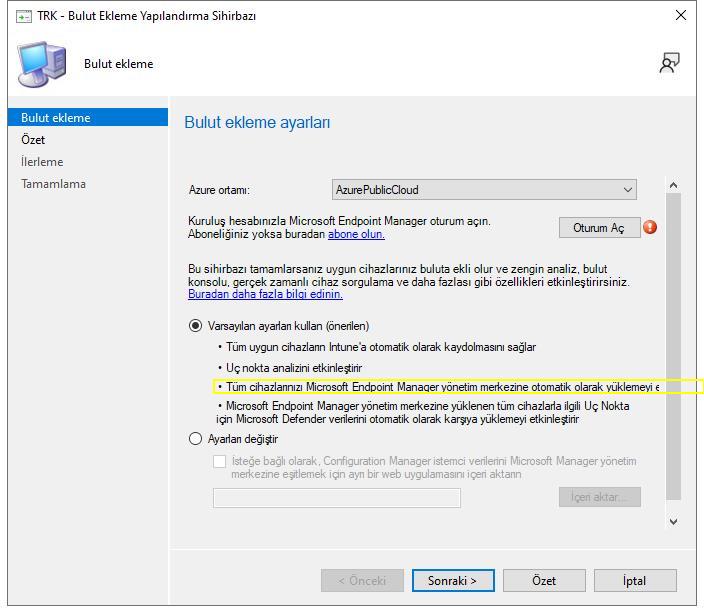 TRK - Bulut Ekleme Yapılandırma Sihirbazı
Bulut ekleme
Bulut ekleme
Özet
İlerleme
Tamamlama
Bulut ekleme ayarları
Azure ortamı:
AzurePublicCloud
Kuruluş hesabınızla Microsoft Endpoint Manager oturum açın.
Aboneliğiniz yoksa buradan abone olun.
Oturum Aç
Bu sihirbazı tamamlarsanız uygun cihazlarınız buluta ekli olur ve zengin analiz, bulut
konsolu, gerçek zamanlı cihaz sorgulama ve daha fazlası gibi özellikleri etkinleştirirsiniz.
Buradan daha fazla bilgi edinin.
Varsayılan ayarları kullan (önerilen)
• Tüm uygun cihazların Intune'a otomatik olarak kaydolmasını sağlar
• Uç nokta analizini etkinleştirir
• Tüm cihazlarınızı Microsoft Endpoint Manager yönetim merkezine otomatik olarak yüklemeyi e
• Microsoft Endpoint Manager yönetim merkezine yüklenen tüm cihazlarla ilgili Uç Nokta
için Microsoft Defender verilerini otomatik olarak karşıya yüklemeyi etkinleştirir
Ayarları değiştir
İsteğe bağlı olarak, Configuration Manager istemci verilerini Microsoft Manager yönetim
merkezine eşitlemek için ayrı bir web uygulamasını içeri aktarın
İçeri aktar...
< Önceki
Sonraki >
Özet
İptal